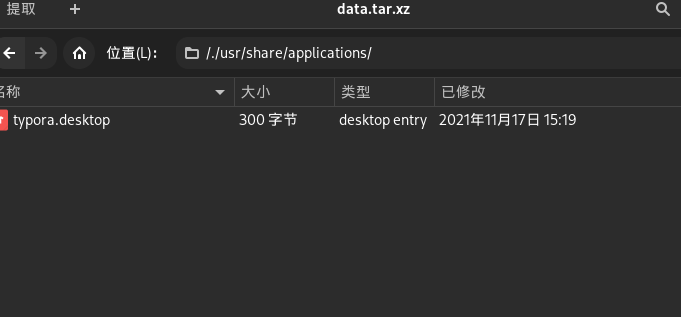 提取 + data.tar.xz
位置(L)： /./usr/share/applications/
名称 大小 类型 已修改
typora.desktop 300 字节 desktop entry 2021年11月17日 15:19